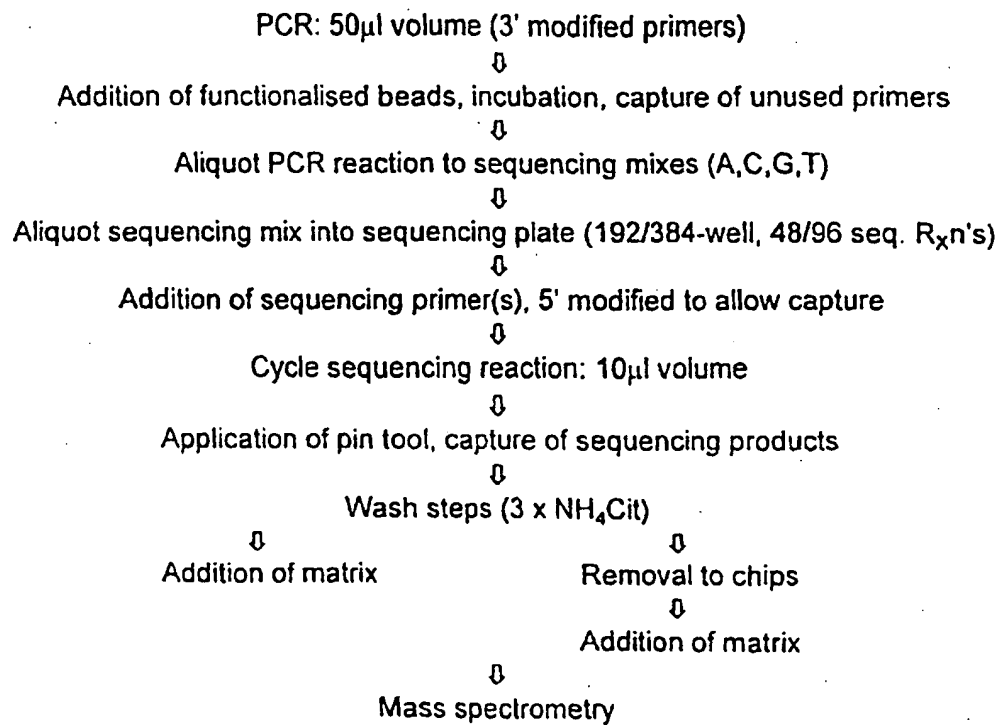 PCR: 50µl volume (3' modified primers)
⇩
Addition of functionalised beads, incubation, capture of unused primers
⇩
Aliquot PCR reaction to sequencing mixes (A,C,G,T)
⇩
Aliquot sequencing mix into sequencing plate (192/384-well, 48/96 seq. RXn's)
⇩
Addition of sequencing primer(s), 5' modified to allow capture
⇩
Cycle sequencing reaction: 10µl volume
⇩
Application of pin tool, capture of sequencing products
⇩
Wash steps (3 x NH4Cit)
⇩ ⇩
Addition of matrix Removal to chips
⇩
Addition of matrix
⇩
Mass spectrometry